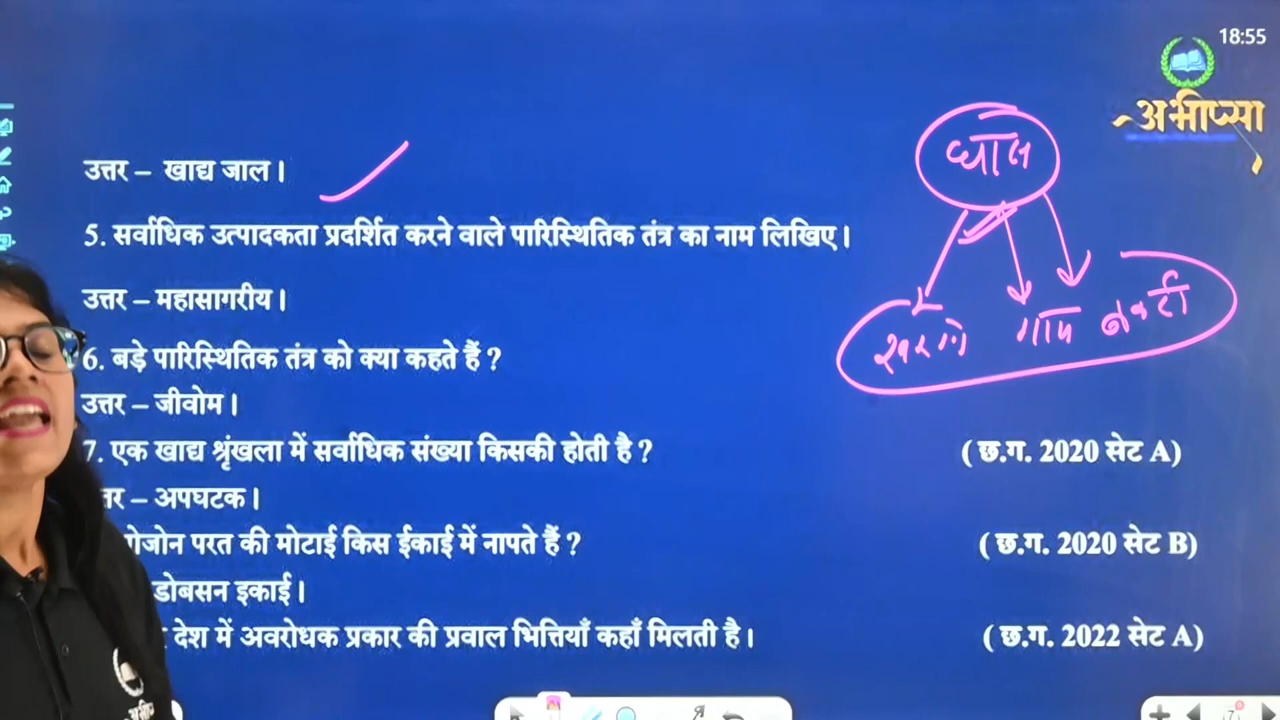 18:55
अभीप्सा
उत्तर – खाद्य जाल।
घास
5. सर्वाधिक उत्पादकता प्रदर्शित करने वाले पारिस्थितिक तंत्र का नाम लिखिए।
उत्तर – महासागरीय।
गाय बकरी
6. बड़े पारिस्थितिक तंत्र को क्या कहते हैं ?
उत्तर – जीवोम।
7. एक खाद्य श्रृंखला में सर्वाधिक संख्या किसकी होती है ? ( छ.ग. 2020 सेट A)
तर – अपघटक।
गोजोन परत की मोटाई किस ईकाई में नापते हैं ? ( छ.ग. 2020 सेट B)
डोबसन इकाई।
देश में अवरोधक प्रकार की प्रवाल भित्तियाँ कहाँ मिलती है। ( छ.ग. 2022 सेट A)